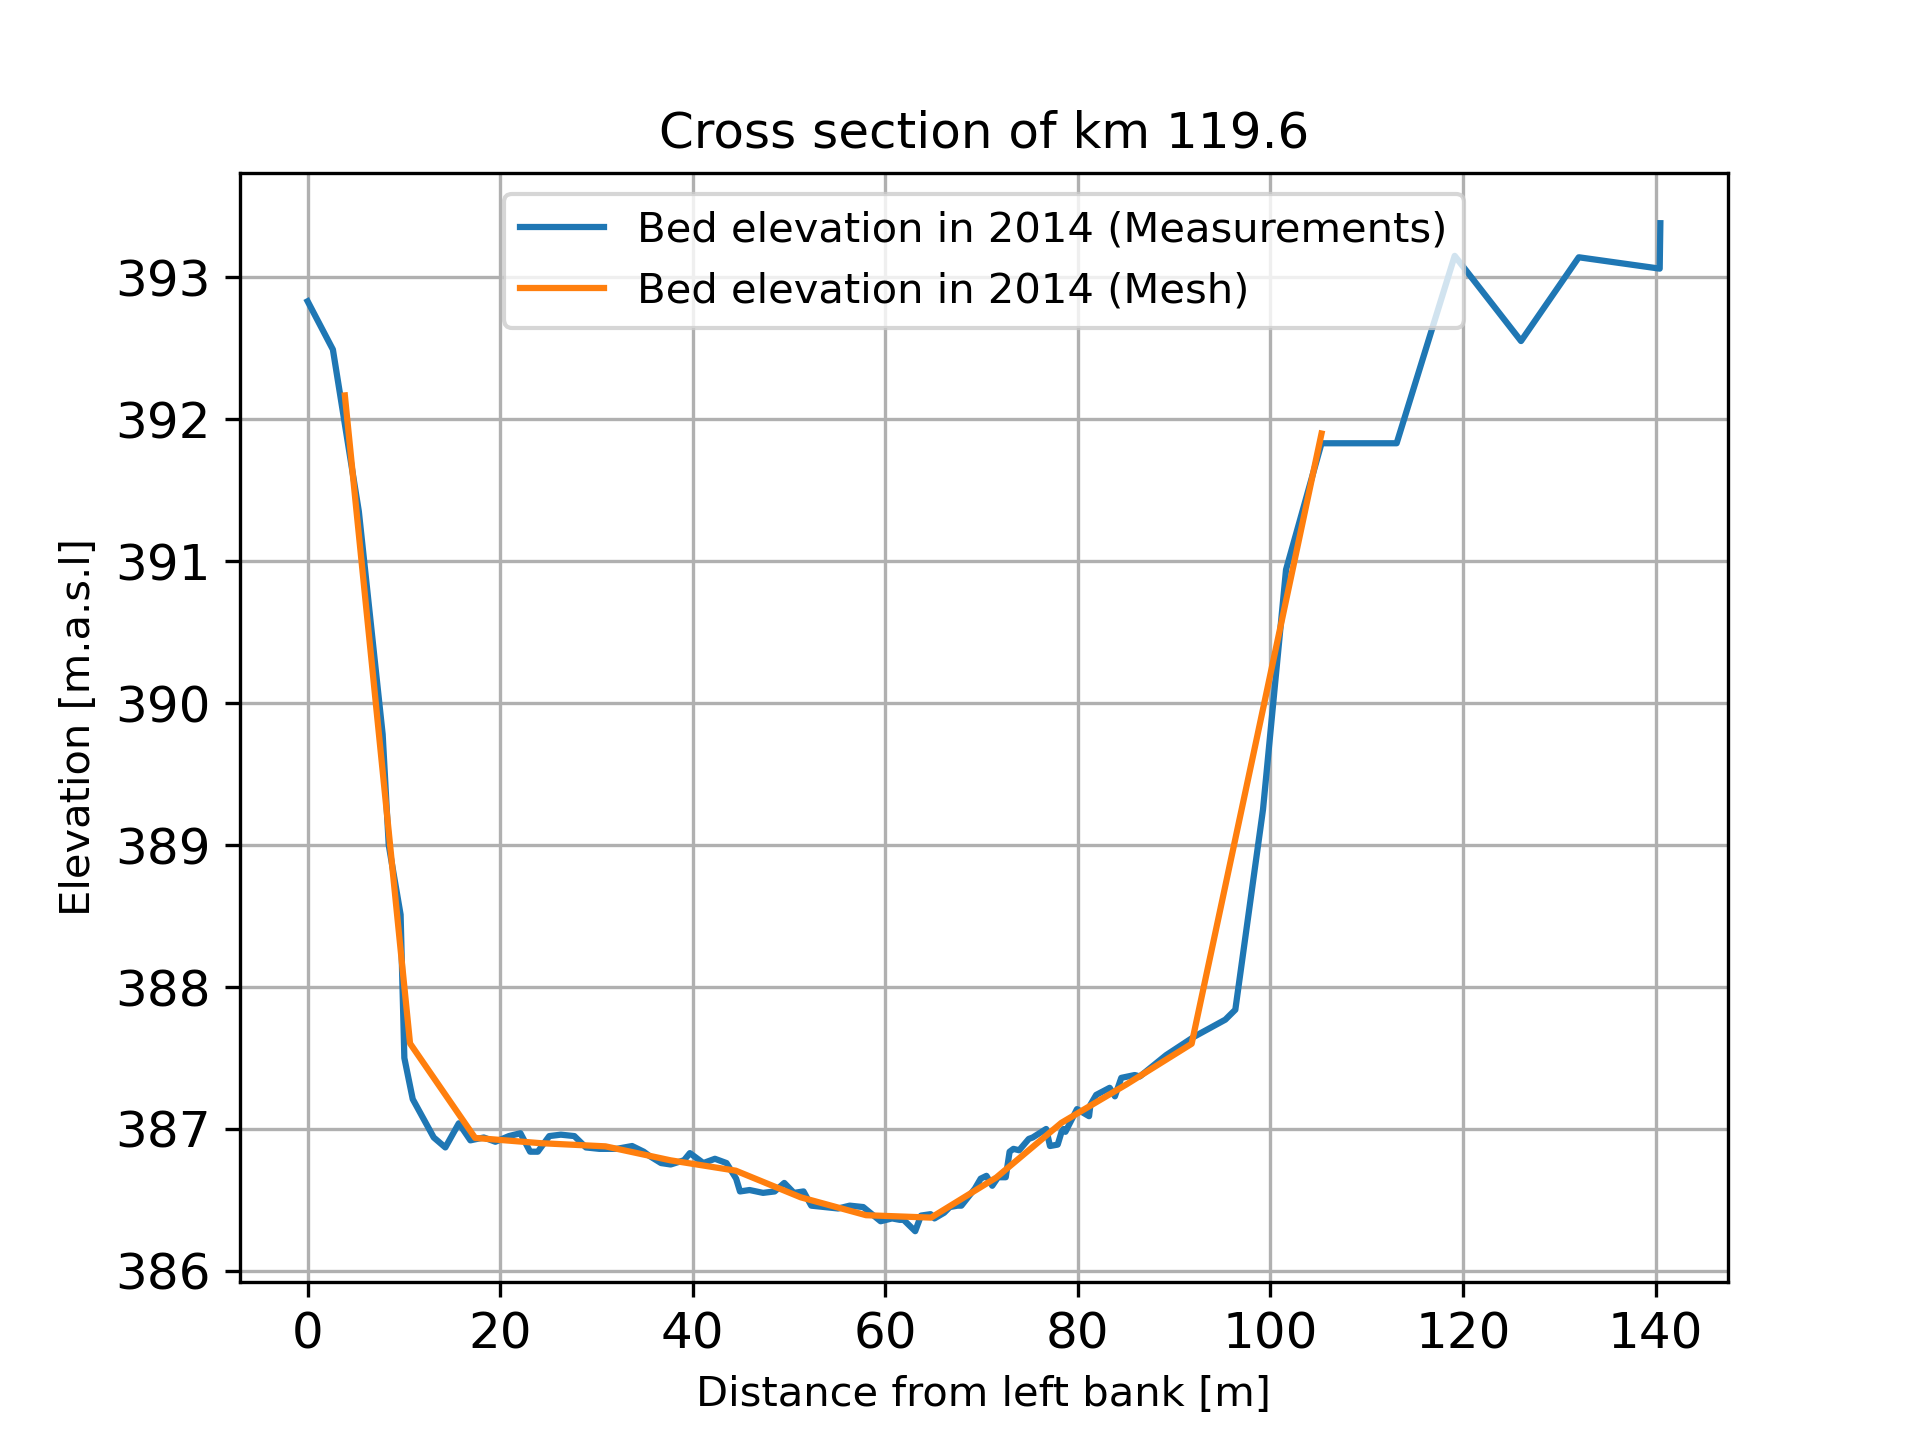 Cross section of km 119.6
Bed elevation in 2014 (Measurements)
Bed elevation in 2014 (Mesh)
393
392
391
390
389
388
387
386
Elevation [m.a.s.l]
0 20 40 60 80 100 120 140
Distance from left bank [m]